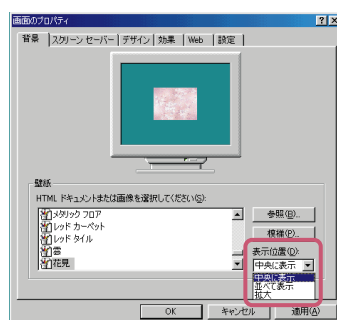 画面のプロパティ
背景 スクリーン セーバー デザイン 効果 Web 設定
壁紙
HTML ドキュメントまたは画像を選択してください(S):
メタリック フロア
レッド カーペット
レッド タイル
雲
花見
参照(B)...
模様(P)...
表示位置(D):
中央に表示
中央に表示
並べて表示
拡大
OK キャンセル 適用(A)